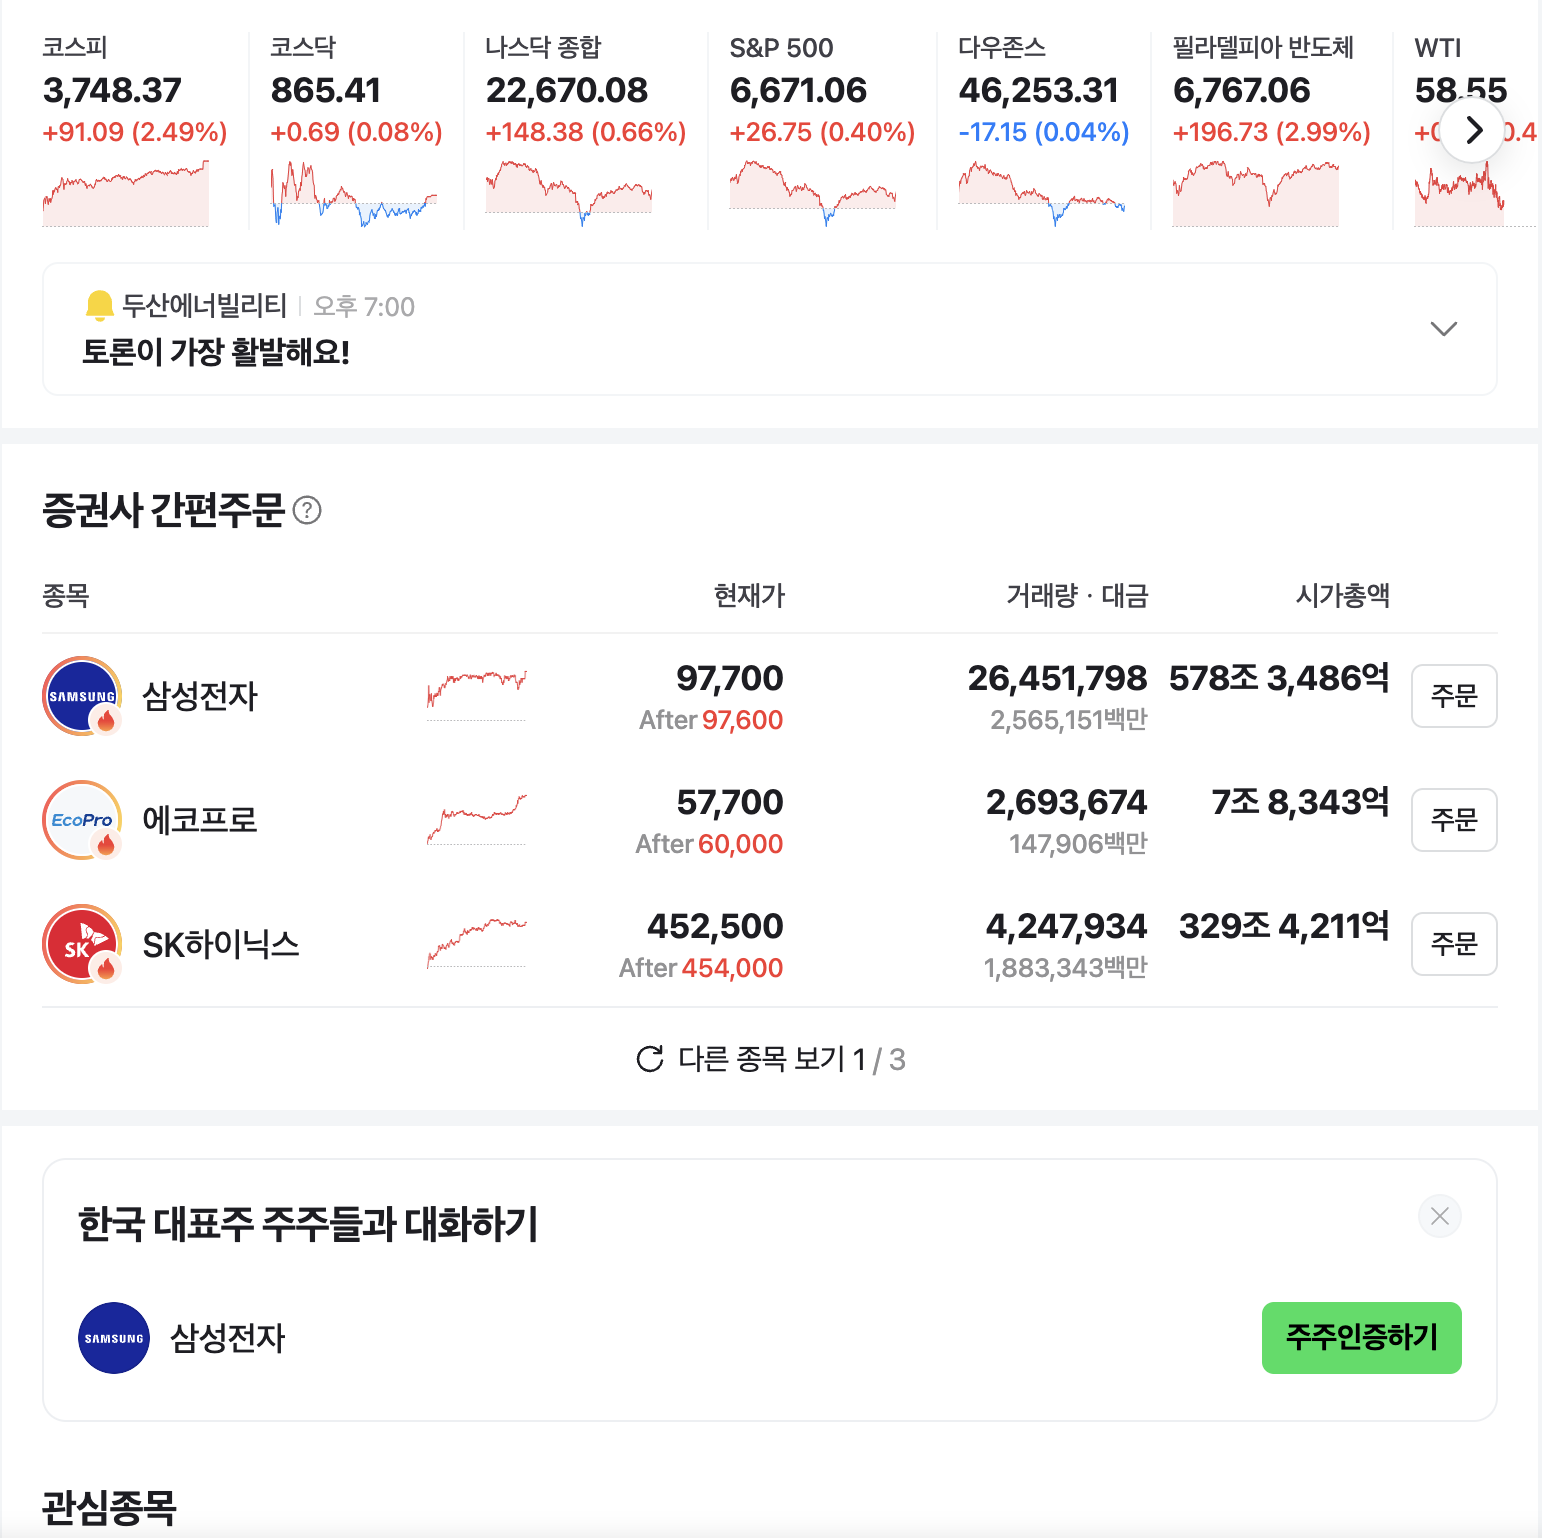 코스피
3,748.37
+91.09 (2.49%)
코스닥
865.41
+0.69 (0.08%)
나스닥 종합
22,670.08
+148.38 (0.66%)
S&P 500
6,671.06
+26.75 (0.40%)
다우존스
46,253.31
-17.15 (0.04%)
필라델피아 반도체
6,767.06
+196.73 (2.99%)
WTI
58.55
두산에너빌리티 오후 7:00
토론이 가장 활발해요!
증권사 간편주문 ?
종목 현재가 거래량 · 대금 시가총액
SAMSUNG
삼성전자
97,700 26,451,798 578조 3,486억
After 97,600 2,565,151백만
주문
EcoPro
에코프로
57,700 2,693,674 7조 8,343억
After 60,000 147,906백만
주문
SK
SK하이닉스
452,500 4,247,934 329조 4,211억
After 454,000 1,883,343백만
주문
다른 종목 보기 1 / 3
한국 대표주 주주들과 대화하기
SAMSUNG
삼성전자
주주인증하기
관심종목